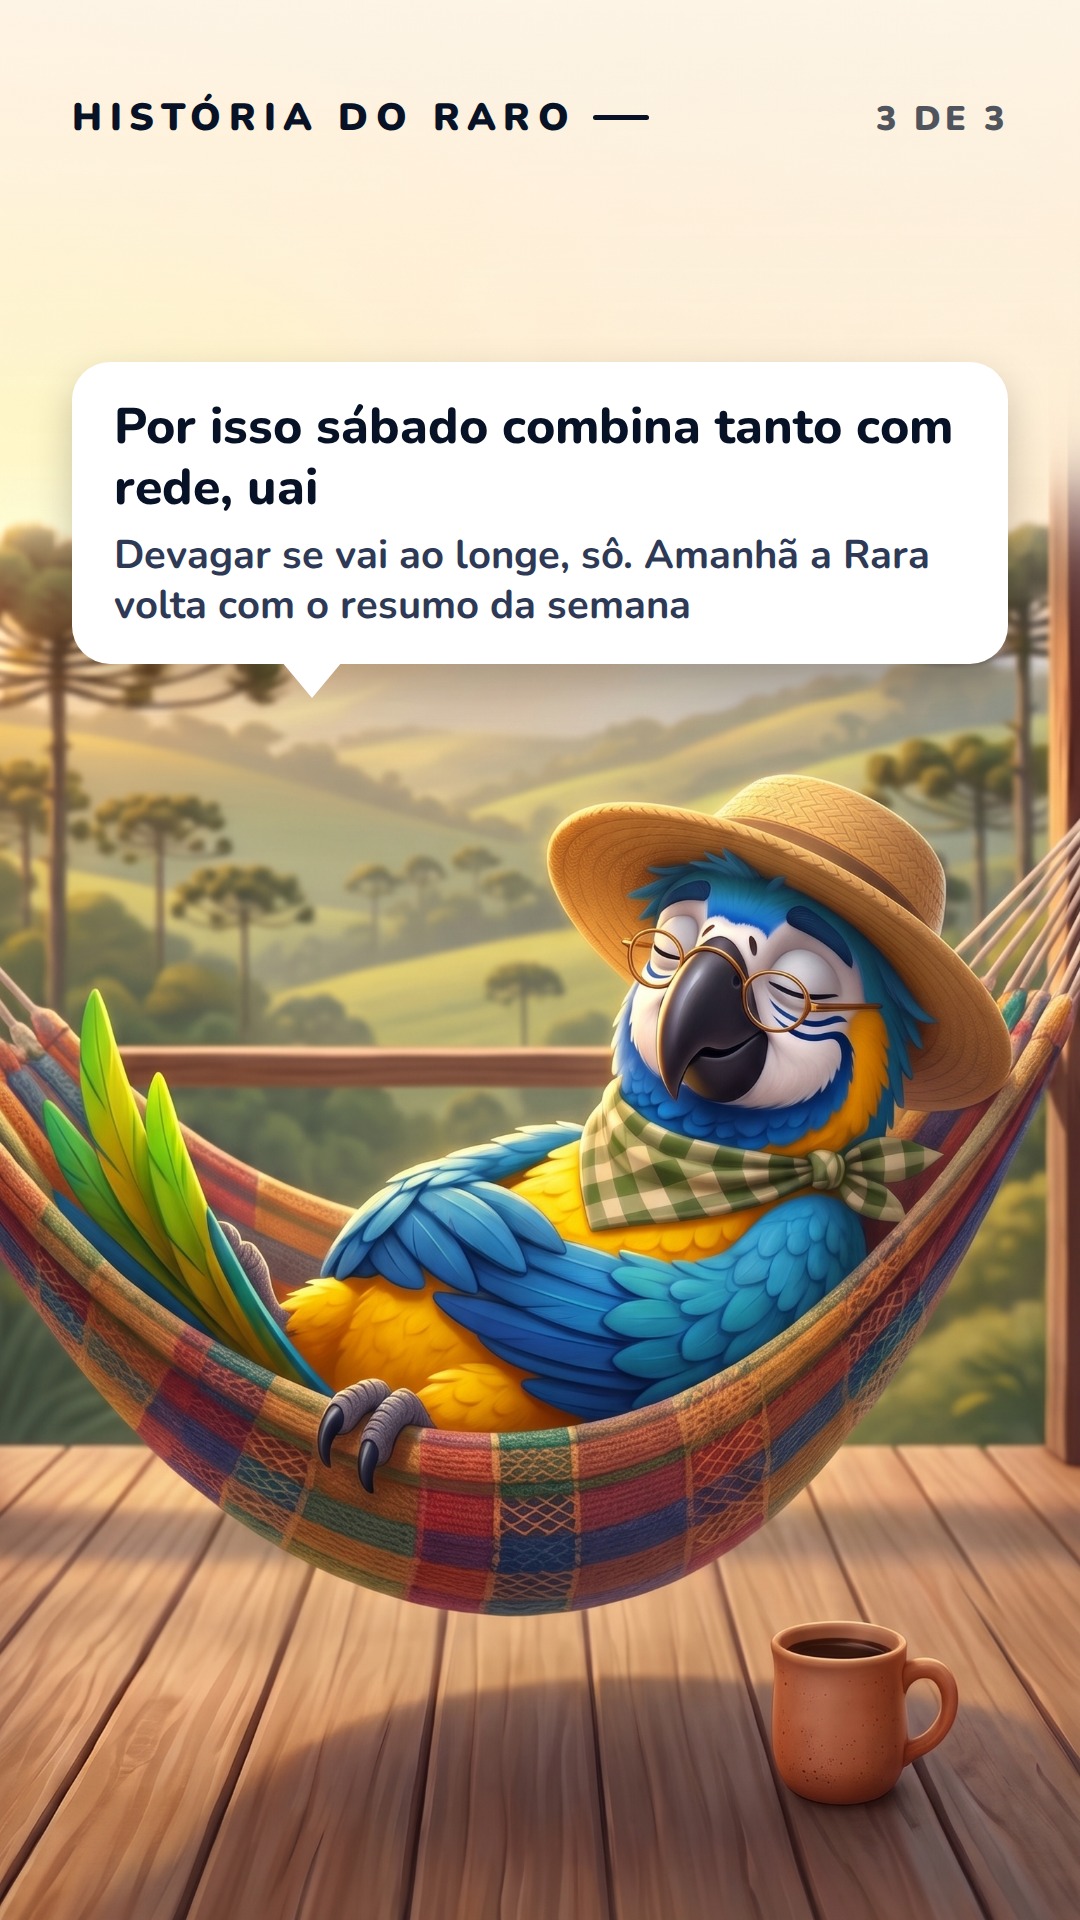 HISTÓRIA DO RARO —
3 DE 3
Por isso sábado combina tanto com
rede, uai
Devagar se vai ao longe, sô. Amanhã a Rara
volta com o resumo da semana